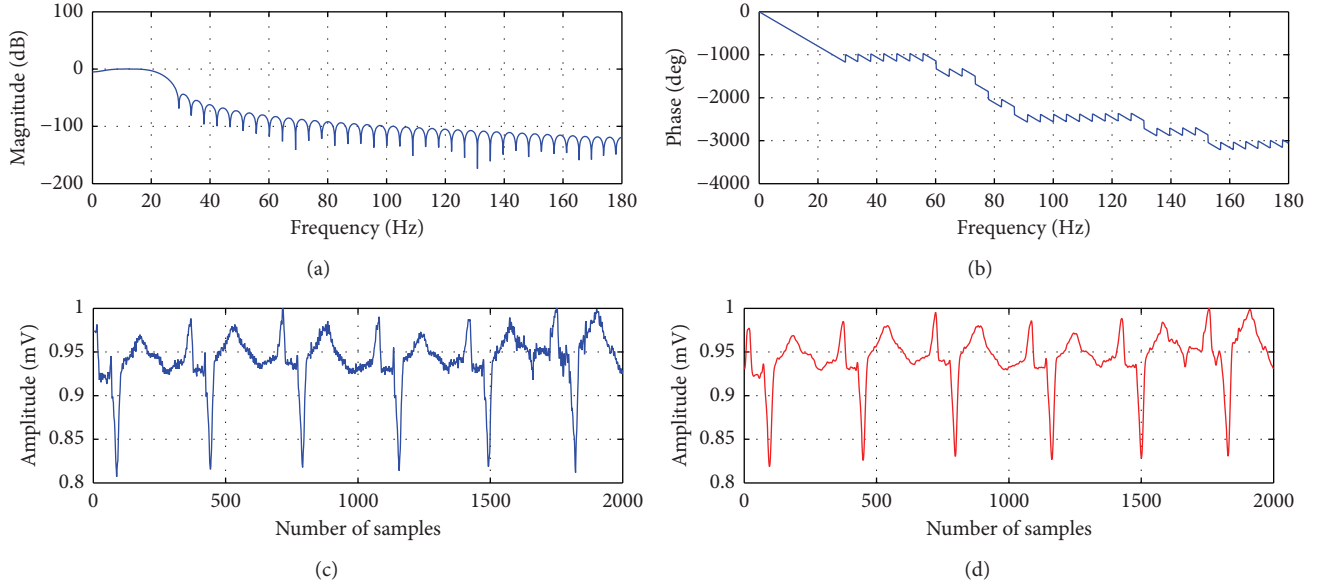 100
0
−100
−200
Magnitude (dB)
0 20 40 60 80 100 120 140 160 180
Frequency (Hz)
(a)
0
−1000
−2000
−3000
−4000
Phase (deg)
0 20 40 60 80 100 120 140 160 180
Frequency (Hz)
(b)
1
0.95
0.9
0.85
0.8
Amplitude (mV)
0 500 1000 1500 2000
Number of samples
(c)
1
0.95
0.9
0.85
0.8
Amplitude (mV)
0 500 1000 1500 2000
Number of samples
(d)